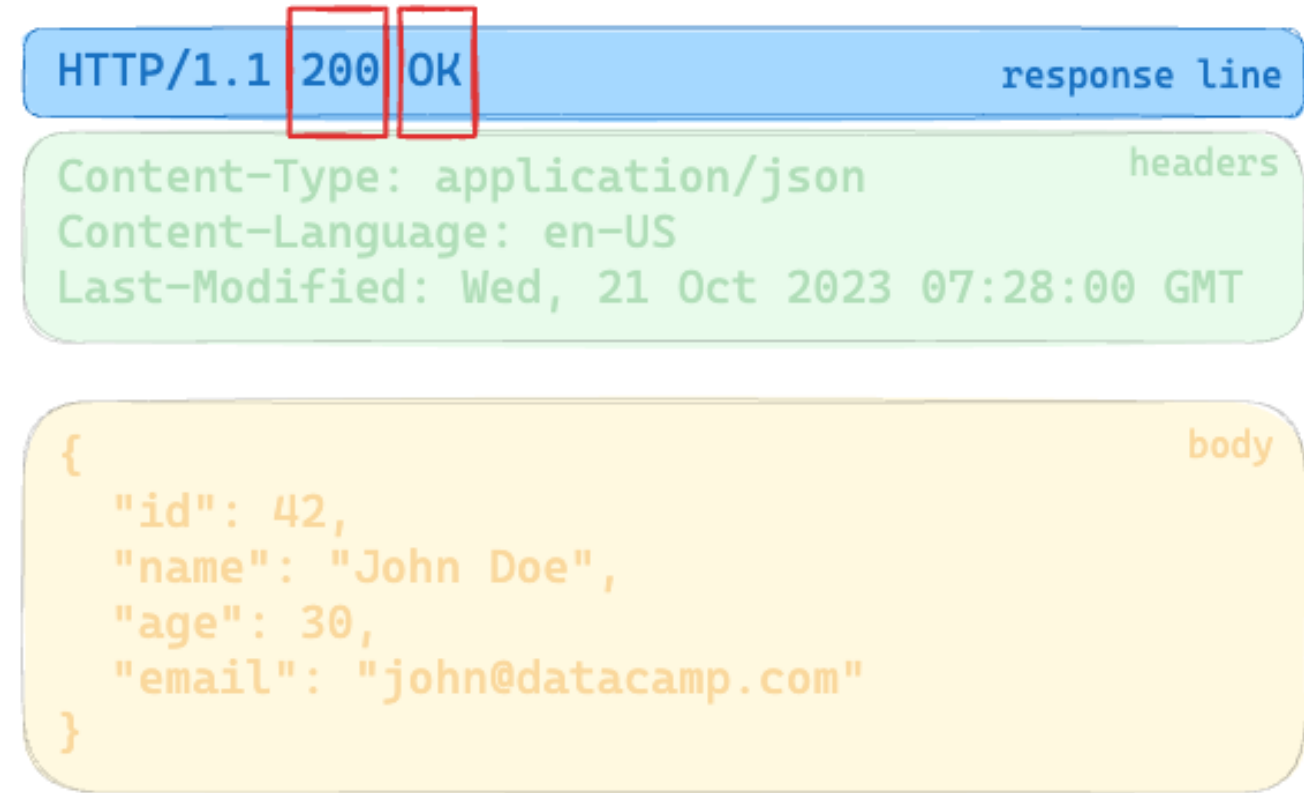 HTTP/1.1 200 OK response line
headers
Content-Type: application/json
Content-Language: en-US
Last-Modified: Wed, 21 Oct 2023 07:28:00 GMT
body
{
"id": 42,
"name": "John Doe",
"age": 30,
"email": "john@datacamp.com"
}